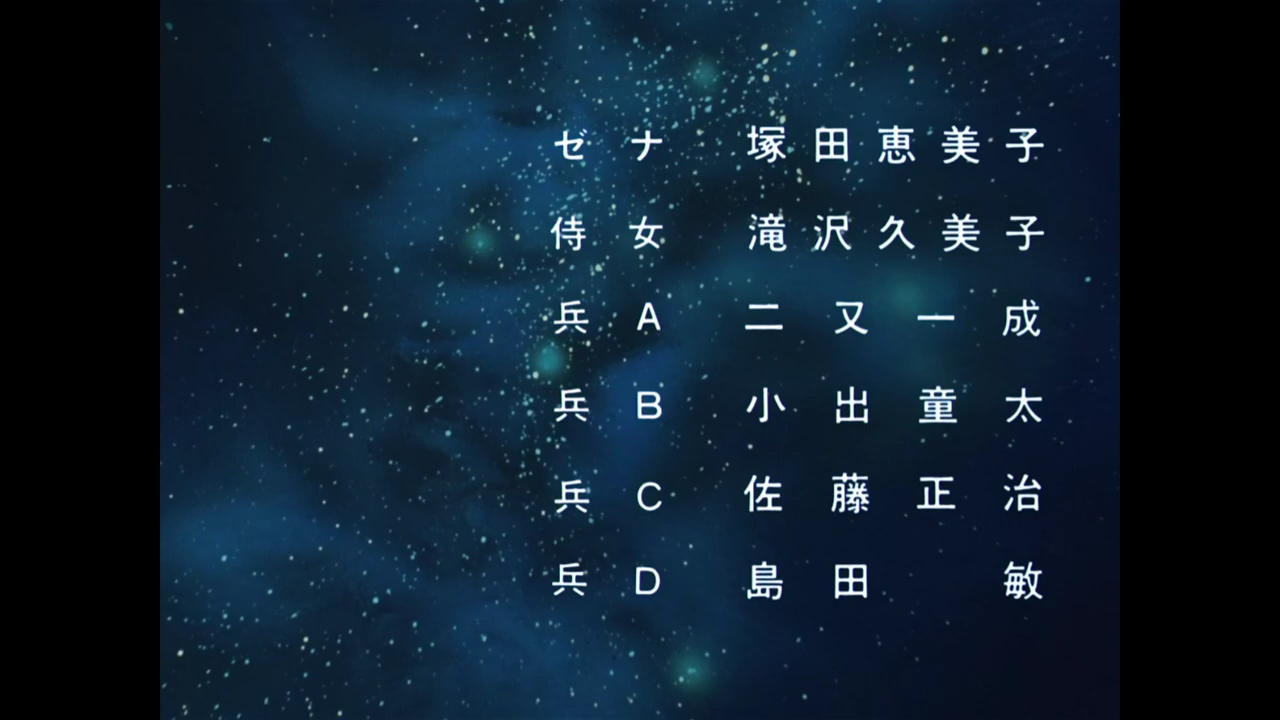 ゼナ 塚田恵美子
侍女 滝沢久美子
兵A 二又一成
兵B 小出童太
兵C 佐藤正治
兵D 島田 敏